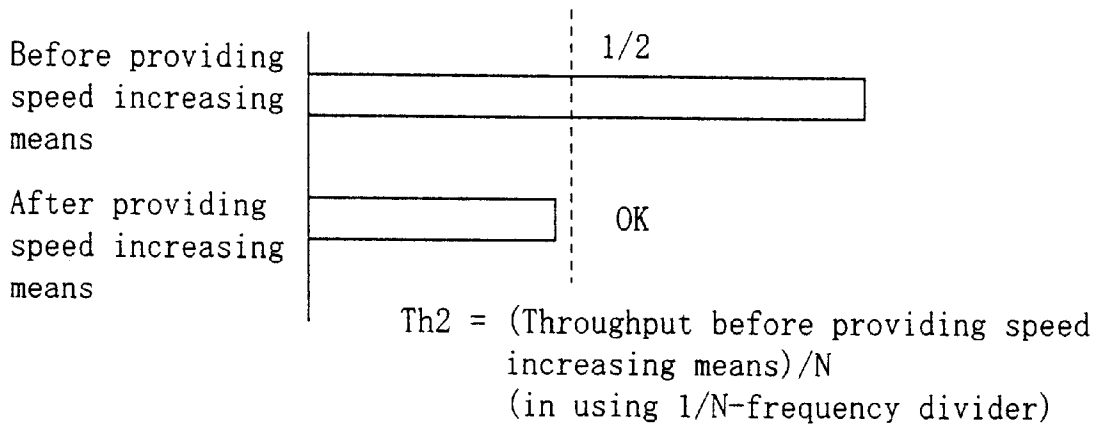 Before providing
speed increasing
means
1/2
After providing
speed increasing
means
OK
Th2 = (Throughput before providing speed
increasing means)/N
(in using 1/N-frequency divider)